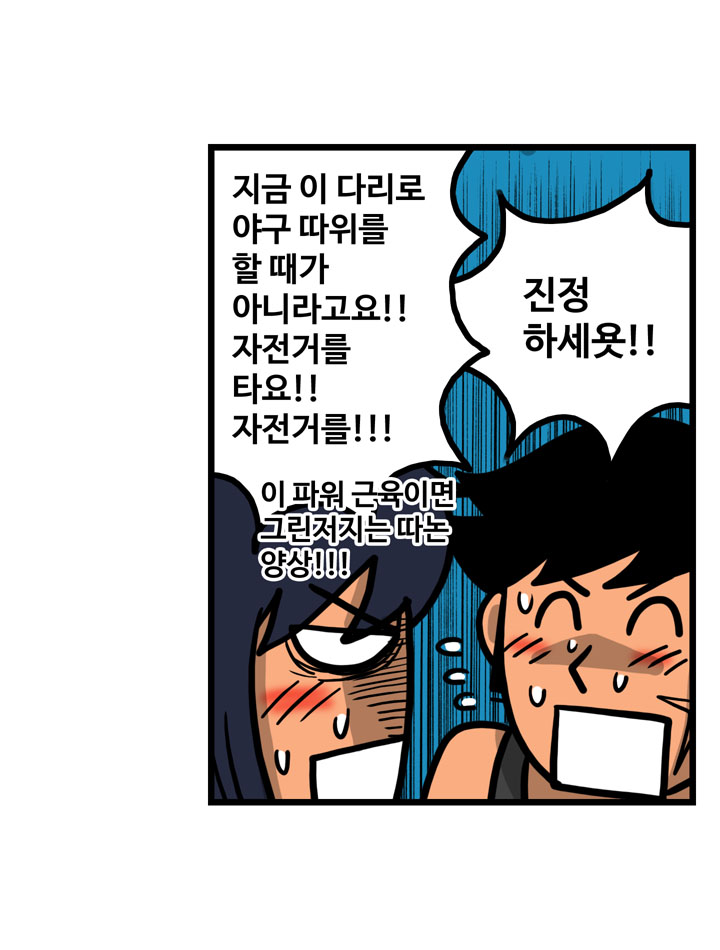 지금 이 다리로
야구 따위를
할 때가
아니라고요!!
자전거를
타요!!
자전거를!!!
이 파워 근육이면
그린저지는 따논
양상!!!
진정
하세욧!!